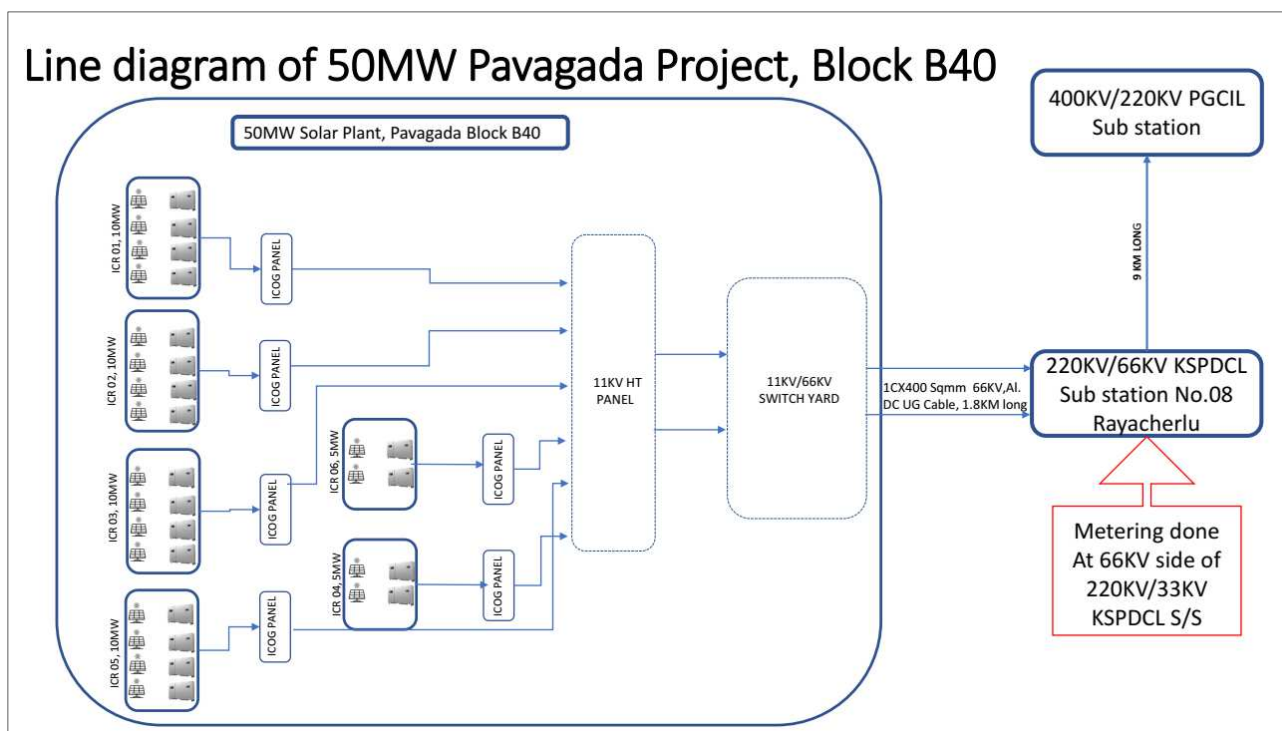 Line diagram of 50MW Pavagada Project, Block B40
50MW Solar Plant, Pavagada Block B40
400KV/220KV PGCIL
Sub station
9 KM LONG
ICR 01, 10MW
ICOG PANEL
ICR 02, 10MW
ICOG PANEL
ICR 03, 10MW
ICOG PANEL
ICR 06, 5MW
ICOG PANEL
ICR 04, 5MW
ICOG PANEL
ICR 05, 10MW
ICOG PANEL
11KV HT
PANEL
11KV/66KV
SWITCH YARD
1CX400 Sqmm 66KV,Al.
DC UG Cable, 1.8KM long
220KV/66KV KSPDCL
Sub station No.08
Rayacherlu
Metering done
At 66KV side of
220KV/33KV
KSPDCL S/S